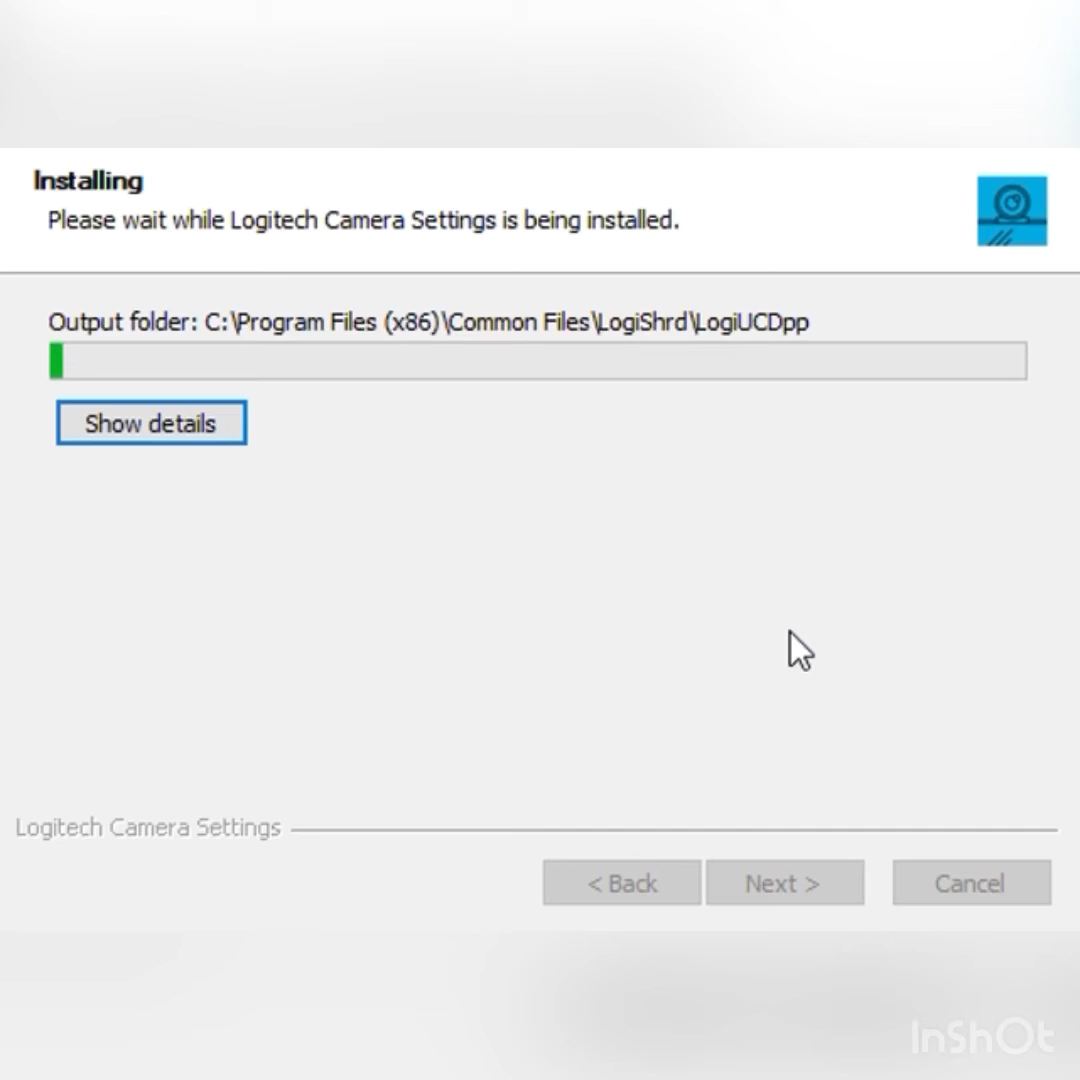 Installing
Please wait while Logitech Camera Settings is being installed.
Output folder: C:\Program Files (x86)\Common Files\LogiShrd\LogiUCDpp
Show details
Logitech Camera Settings
< Back
Next >
Cancel
InShOt